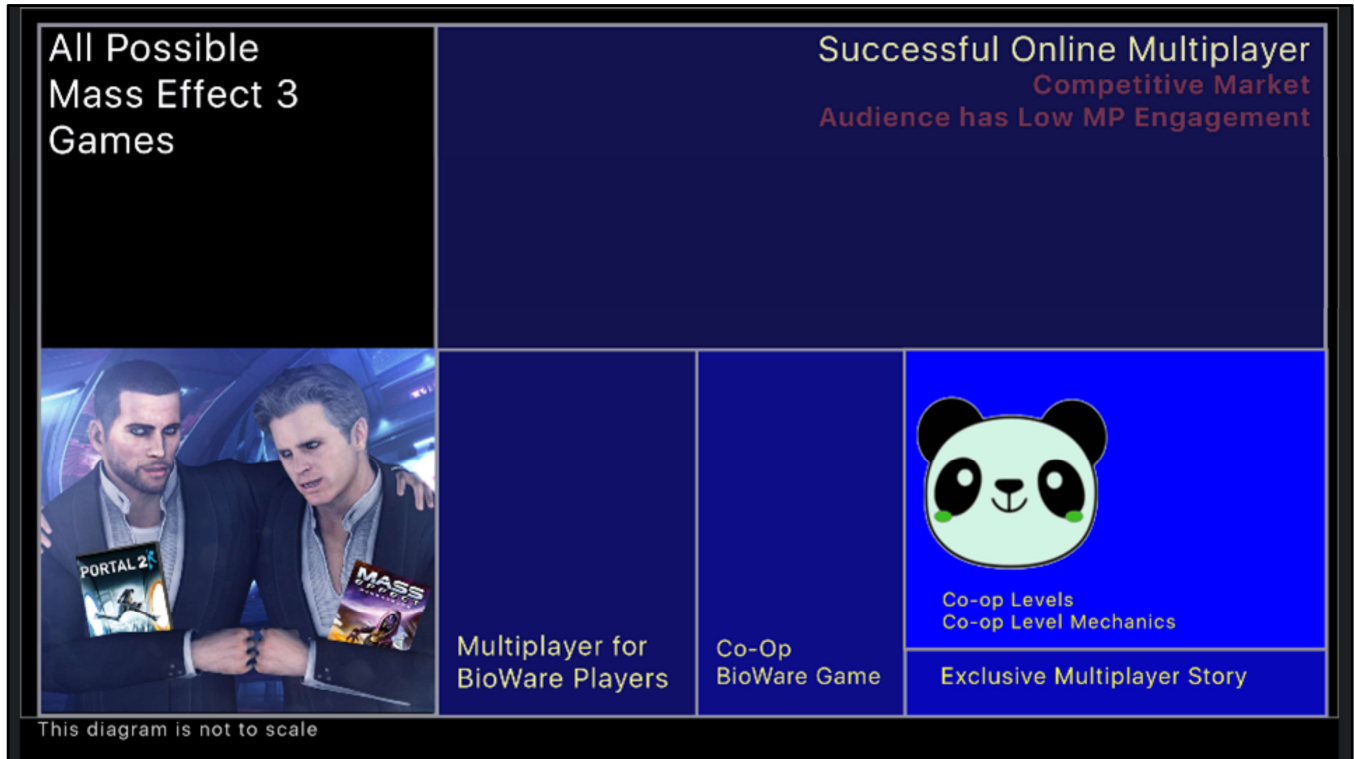 All Possible
Mass Effect 3
Games
Successful Online Multiplayer
Competitive Market
Audience has Low MP Engagement
PORTAL 2
MASS
EFFECT
Multiplayer for
BioWare Players
Co-Op
BioWare Game
Co-op Levels
Co-op Level Mechanics
Exclusive Multiplayer Story
This diagram is not to scale